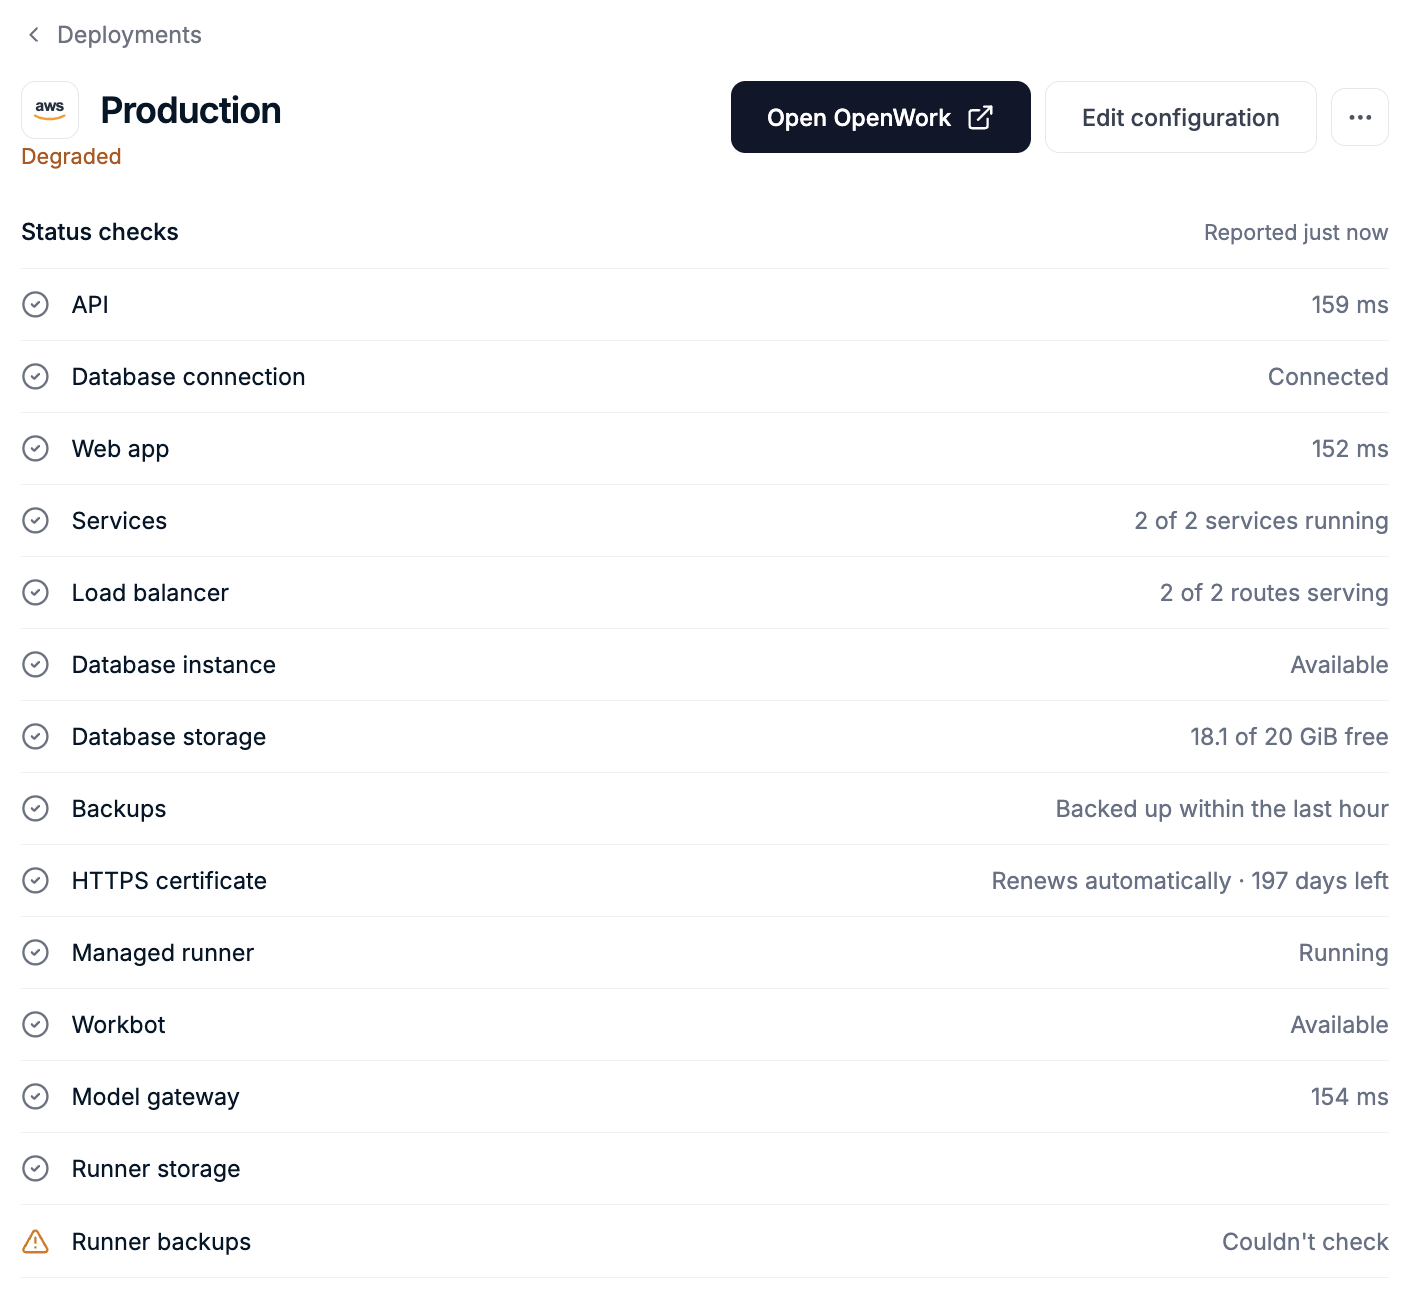 Deployments
aws
Production
Degraded
Open OpenWork
Edit configuration
Status checks
Reported just now
API
159 ms
Database connection
Connected
Web app
152 ms
Services
2 of 2 services running
Load balancer
2 of 2 routes serving
Database instance
Available
Database storage
18.1 of 20 GiB free
Backups
Backed up within the last hour
HTTPS certificate
Renews automatically · 197 days left
Managed runner
Running
Workbot
Available
Model gateway
154 ms
Runner storage
Runner backups
Couldn't check